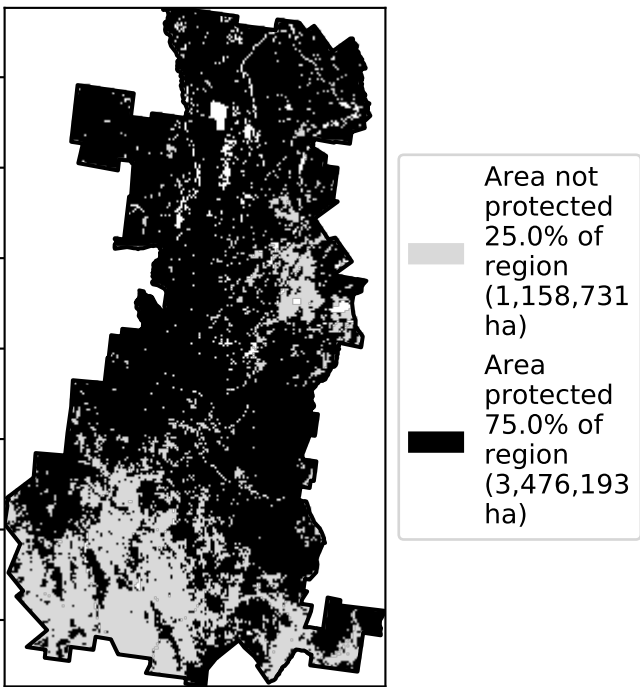 Area not
protected
25.0% of
region
(1,158,731
ha)
Area
protected
75.0% of
region
(3,476,193
ha)